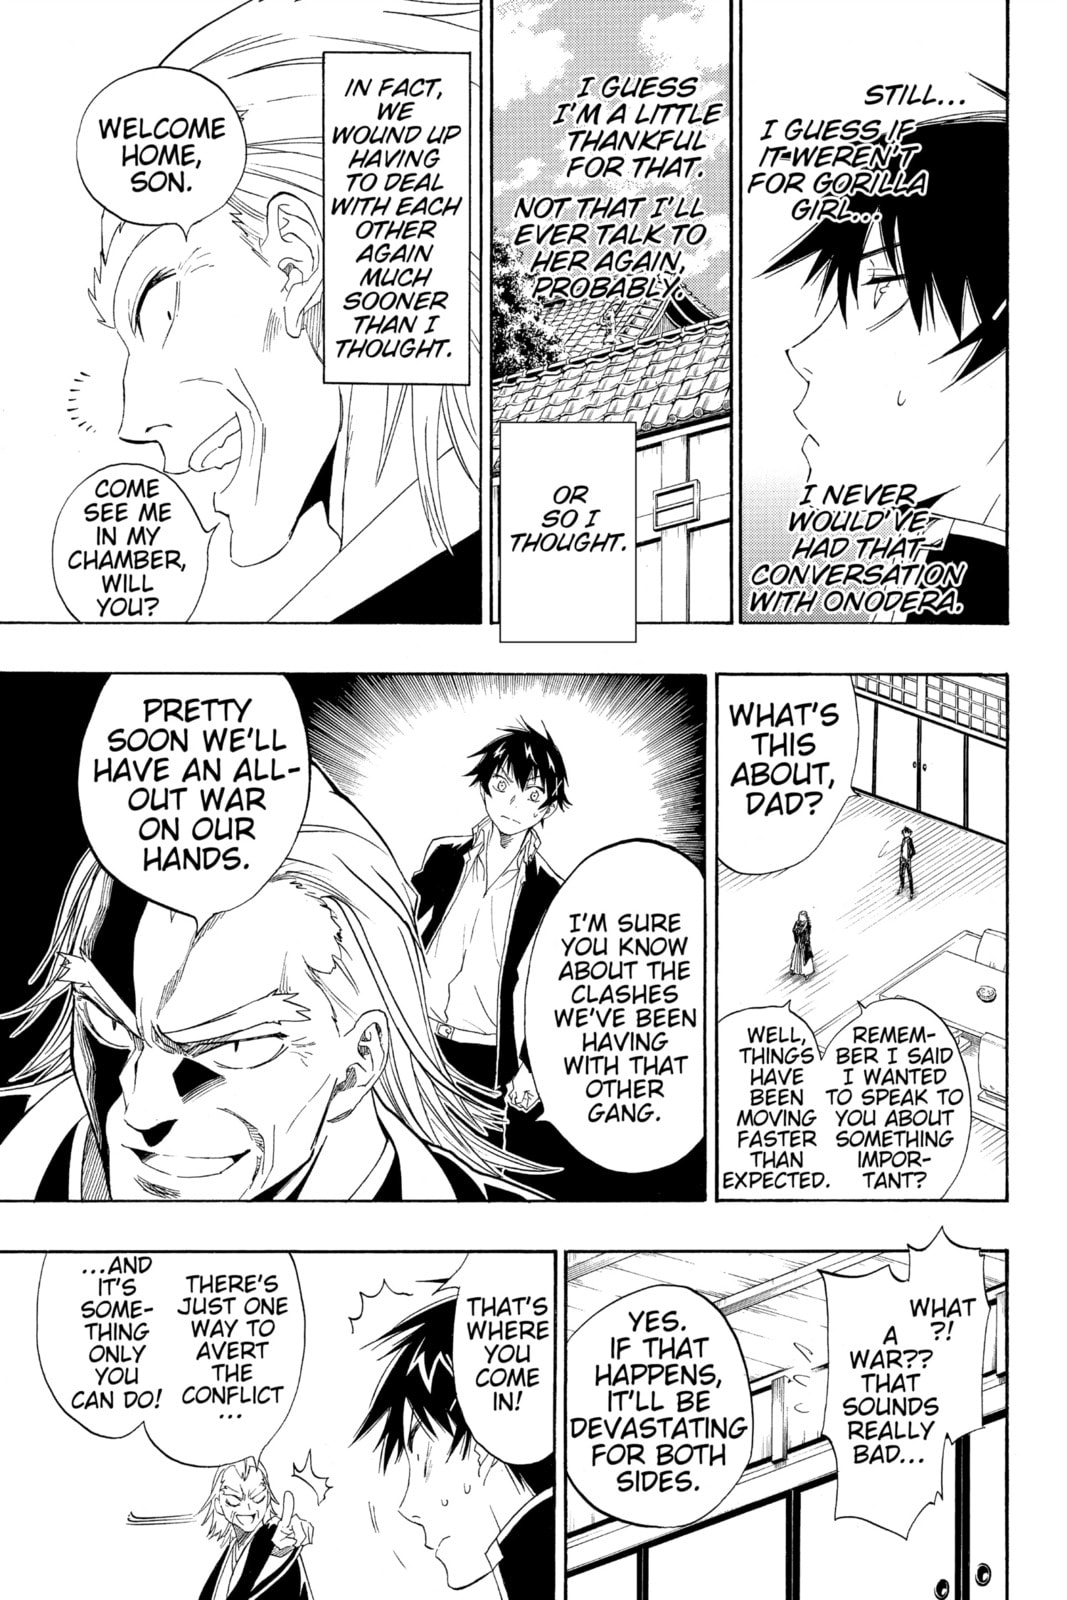 STILL...
I GUESS IF
IT WEREN'T
FOR GORILLA
GIRL...
I NEVER
WOULD'VE
HAD THAT
CONVERSATION
WITH ONODERA.
I GUESS
I'M A LITTLE
THANKFUL
FOR THAT.
NOT THAT I'LL
EVER TALK TO
HER AGAIN,
PROBABLY.
OR
SO I
THOUGHT.
IN FACT,
WE
WOUND UP
HAVING
TO DEAL
WITH EACH
OTHER
AGAIN
MUCH
SOONER
THAN I
THOUGHT.
WELCOME
HOME,
SON.
COME
SEE ME
IN MY
CHAMBER,
WILL
YOU?
WHAT'S
THIS
ABOUT,
DAD?
REMEM-
BER I SAID
I WANTED
TO SPEAK TO
YOU ABOUT
SOMETHING
IMPOR-
TANT?
WELL,
THINGS
HAVE
BEEN
MOVING
FASTER
THAN
EXPECTED.
I'M SURE
YOU KNOW
ABOUT THE
CLASHES
WE'VE BEEN
HAVING
WITH THAT
OTHER
GANG.
PRETTY
SOON WE'LL
HAVE AN ALL-
OUT WAR
ON OUR
HANDS.
WHAT
?!
A
WAR??
THAT
SOUNDS
REALLY
BAD...
YES.
IF THAT
HAPPENS,
IT'LL BE
DEVASTATING
FOR BOTH
SIDES.
THAT'S
WHERE
YOU
COME
IN!
THERE'S
JUST ONE
WAY TO
AVERT
THE
CONFLICT
...
...AND
IT'S
SOME-
THING
ONLY
YOU
CAN DO!